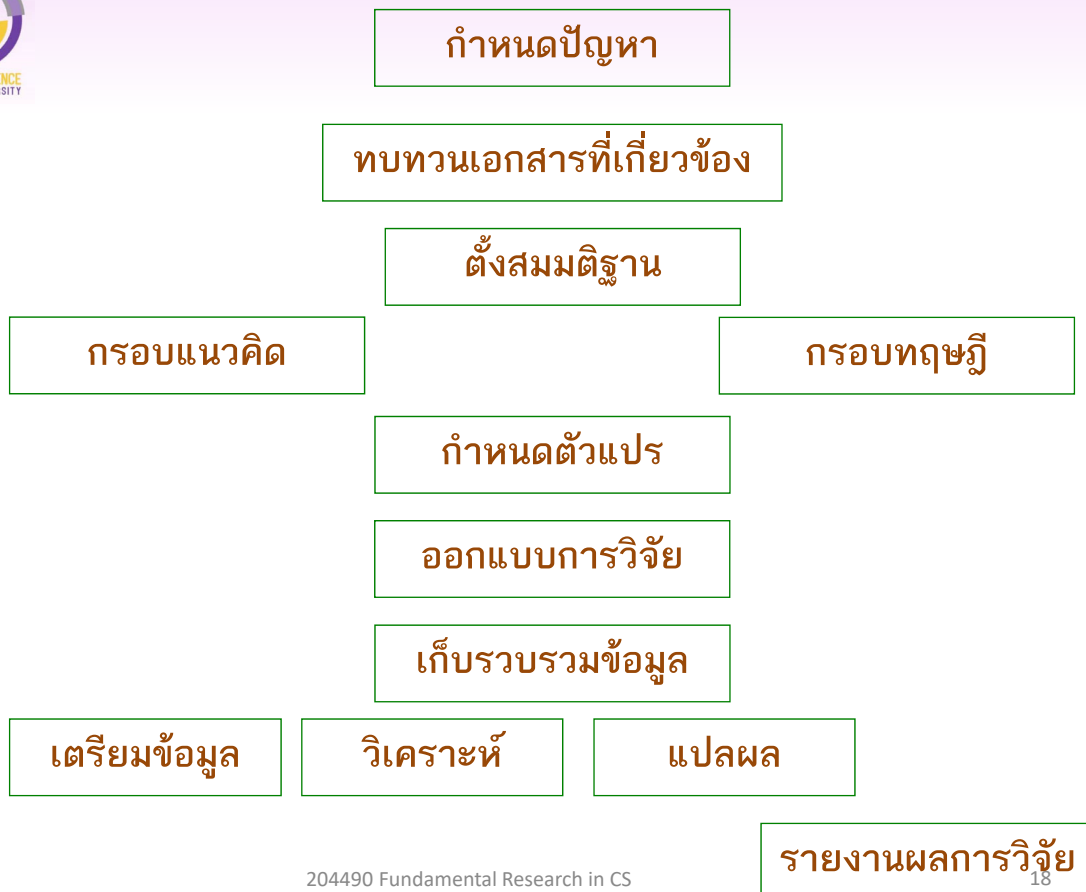 NCE
RSITY
กำหนดปัญหา
ทบทวนเอกสารที่เกี่ยวข้อง
ตั้งสมมติฐาน
กรอบแนวคิด
กรอบทฤษฎี
กำหนดตัวแปร
ออกแบบการวิจัย
เก็บรวบรวมข้อมูล
เตรียมข้อมูล
วิเคราะห์
แปลผล
รายงานผลการวิจัย
204490 Fundamental Research in CS
18